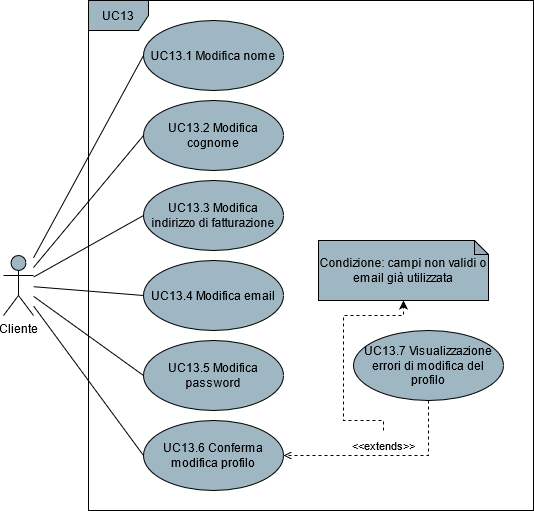 UC13
UC13.1 Modifica nome
UC13.2 Modifica
cognome
UC13.3 Modifica
indirizzo di fatturazione
Condizione: campi non validi o
email già utilizzata
UC13.4 Modifica email
Cliente
UC13.5 Modifica
password
UC13.7 Visualizzazione
errori di modifica del
profilo
UC13.6 Conferma
modifica profilo
<<extends>>